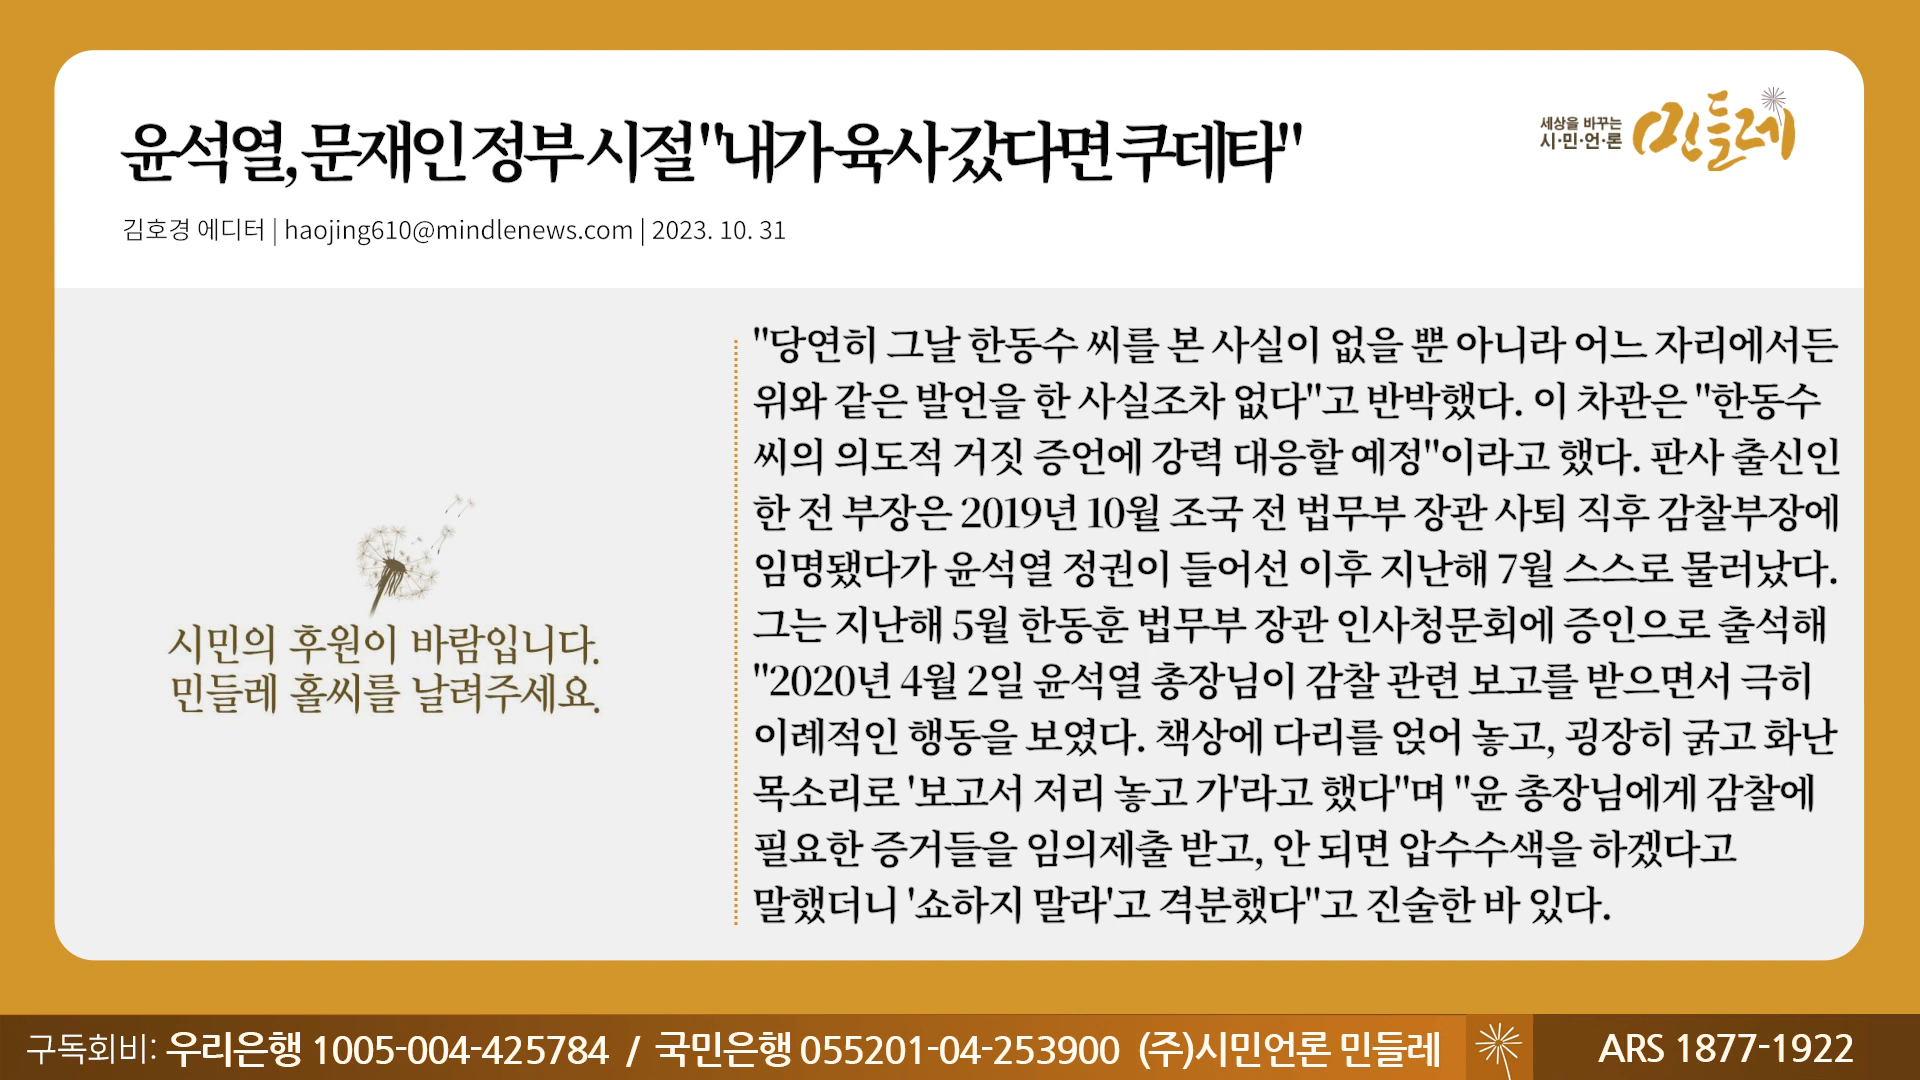 윤석열, 문재인 정부 시절 "내가 육사 갔다면 쿠데타"
세상을 바꾸는
시·민·언·론
민들레
김호경 에디터 | haojing610@mindlenews.com | 2023. 10. 31
"당연히 그날 한동수 씨를 본 사실이 없을 뿐 아니라 어느 자리에서든
위와 같은 발언을 한 사실조차 없다"고 반박했다. 이 차관은 "한동수
씨의 의도적 거짓 증언에 강력 대응할 예정"이라고 했다. 판사 출신인
한 전 부장은 2019년 10월 조국 전 법무부 장관 사퇴 직후 감찰부장에
임명됐다가 윤석열 정권이 들어선 이후 지난해 7월 스스로 물러났다.
그는 지난해 5월 한동훈 법무부 장관 인사청문회에 증인으로 출석해
"2020년 4월 2일 윤석열 총장님이 감찰 관련 보고를 받으면서 극히
이례적인 행동을 보였다. 책상에 다리를 얹어 놓고, 굉장히 굵고 화난
목소리로 '보고서 저리 놓고 가'라고 했다"며 "윤 총장님에게 감찰에
필요한 증거들을 임의제출 받고, 안 되면 압수수색을 하겠다고
말했더니 '쇼하지 말라'고 격분했다"고 진술한 바 있다.
시민의 후원이 바람입니다.
민들레 홀씨를 날려주세요.
구독회비: 우리은행 1005-004-425784 / 국민은행 055201-04-253900 (주)시민언론 민들레
ARS 1877-1922